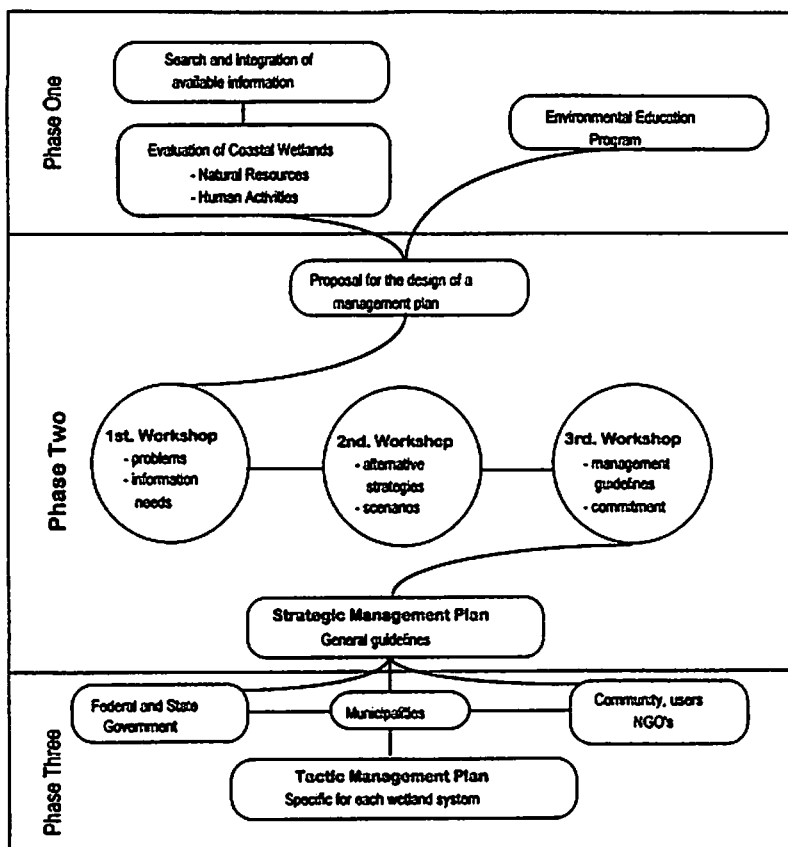 Phase One
Search and integration of
available information
Evaluation of Coastal Wetlands
- Natural Resources
- Human Activities
Environmental Education
Program
Phase Two
Proposal for the design of a
management plan
1st. Workshop
- problems
- information
needs
2nd. Workshop
- alternative
strategies
- scenarios
3rd. Workshop
- management
guidelines
- commitment
Strategic Management Plan
General guidelines
Phase Three
Federal and State
Government
Municipalities
Community, users
NGO's
Tactic Management Plan
Specific for each wetland system